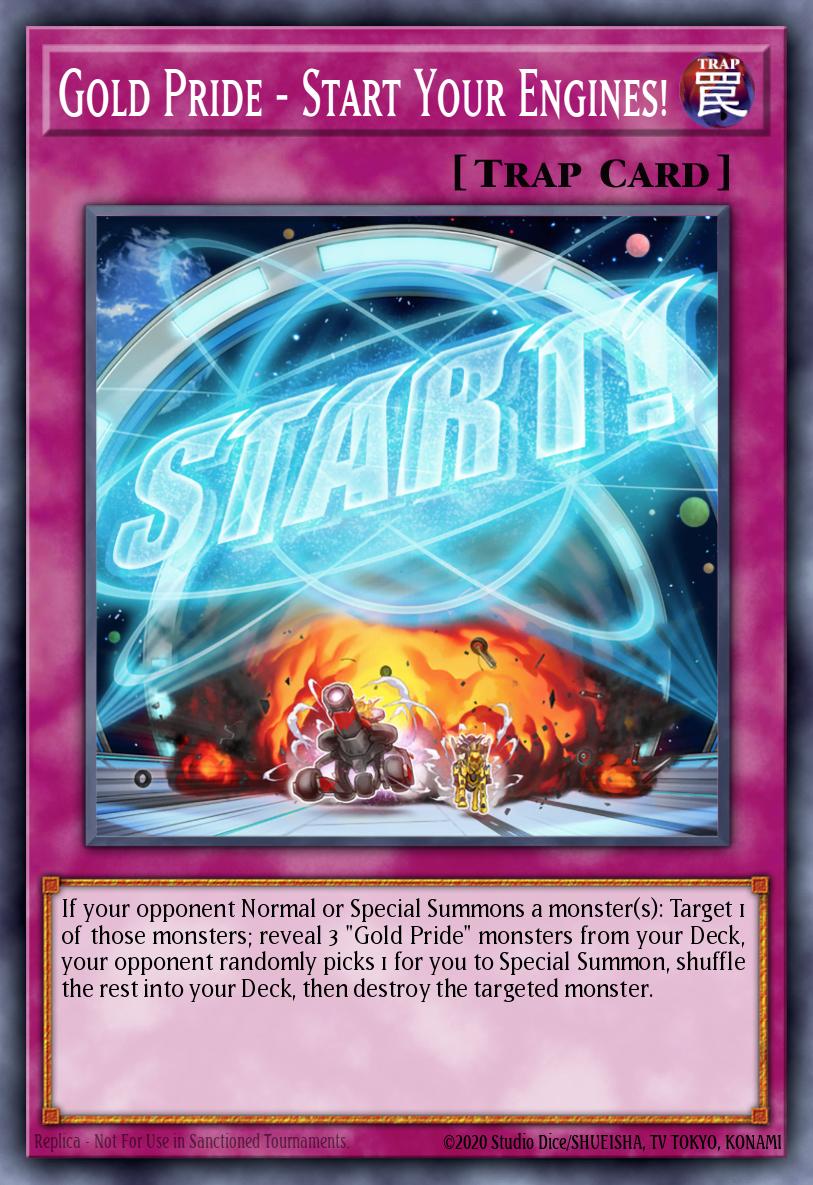 Gold Pride - Start Your Engines!
TRAP
罠
[Trap Card]
START!
If your opponent Normal or Special Summons a monster(s): Target 1
of those monsters; reveal 3 "Gold Pride" monsters from your Deck,
your opponent randomly picks 1 for you to Special Summon, shuffle
the rest into your Deck, then destroy the targeted monster.
Replica - Not For Use in Sanctioned Tournaments.
©2020 Studio Dice/SHUEISHA, TV TOKYO, KONAMI